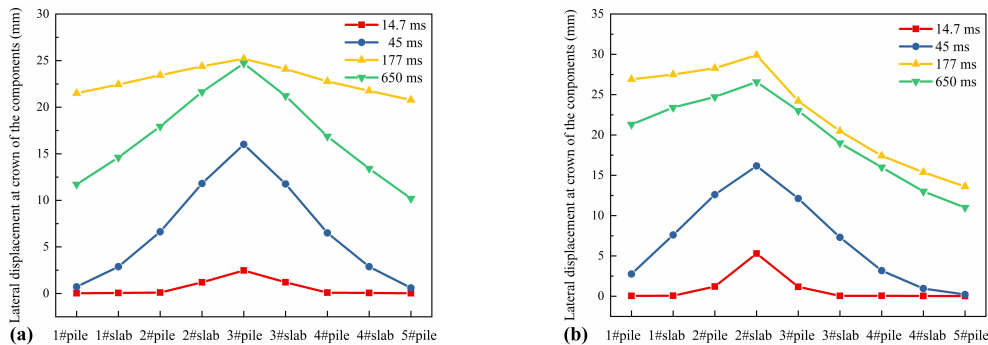 Lateral displacement at crown of the components (mm)
30
25
20
15
10
5
0
14.7 ms
45 ms
177 ms
650 ms
(a)
1#pile 1#slab 2#pile 2#slab 3#pile 3#slab 4#pile 4#slab 5#pile
Lateral displacement at crown of the components (mm)
35
30
25
20
15
10
5
0
14.7 ms
45 ms
177 ms
650 ms
(b)
1#pile 1#slab 2#pile 2#slab 3#pile 3#slab 4#pile 4#slab 5#pile